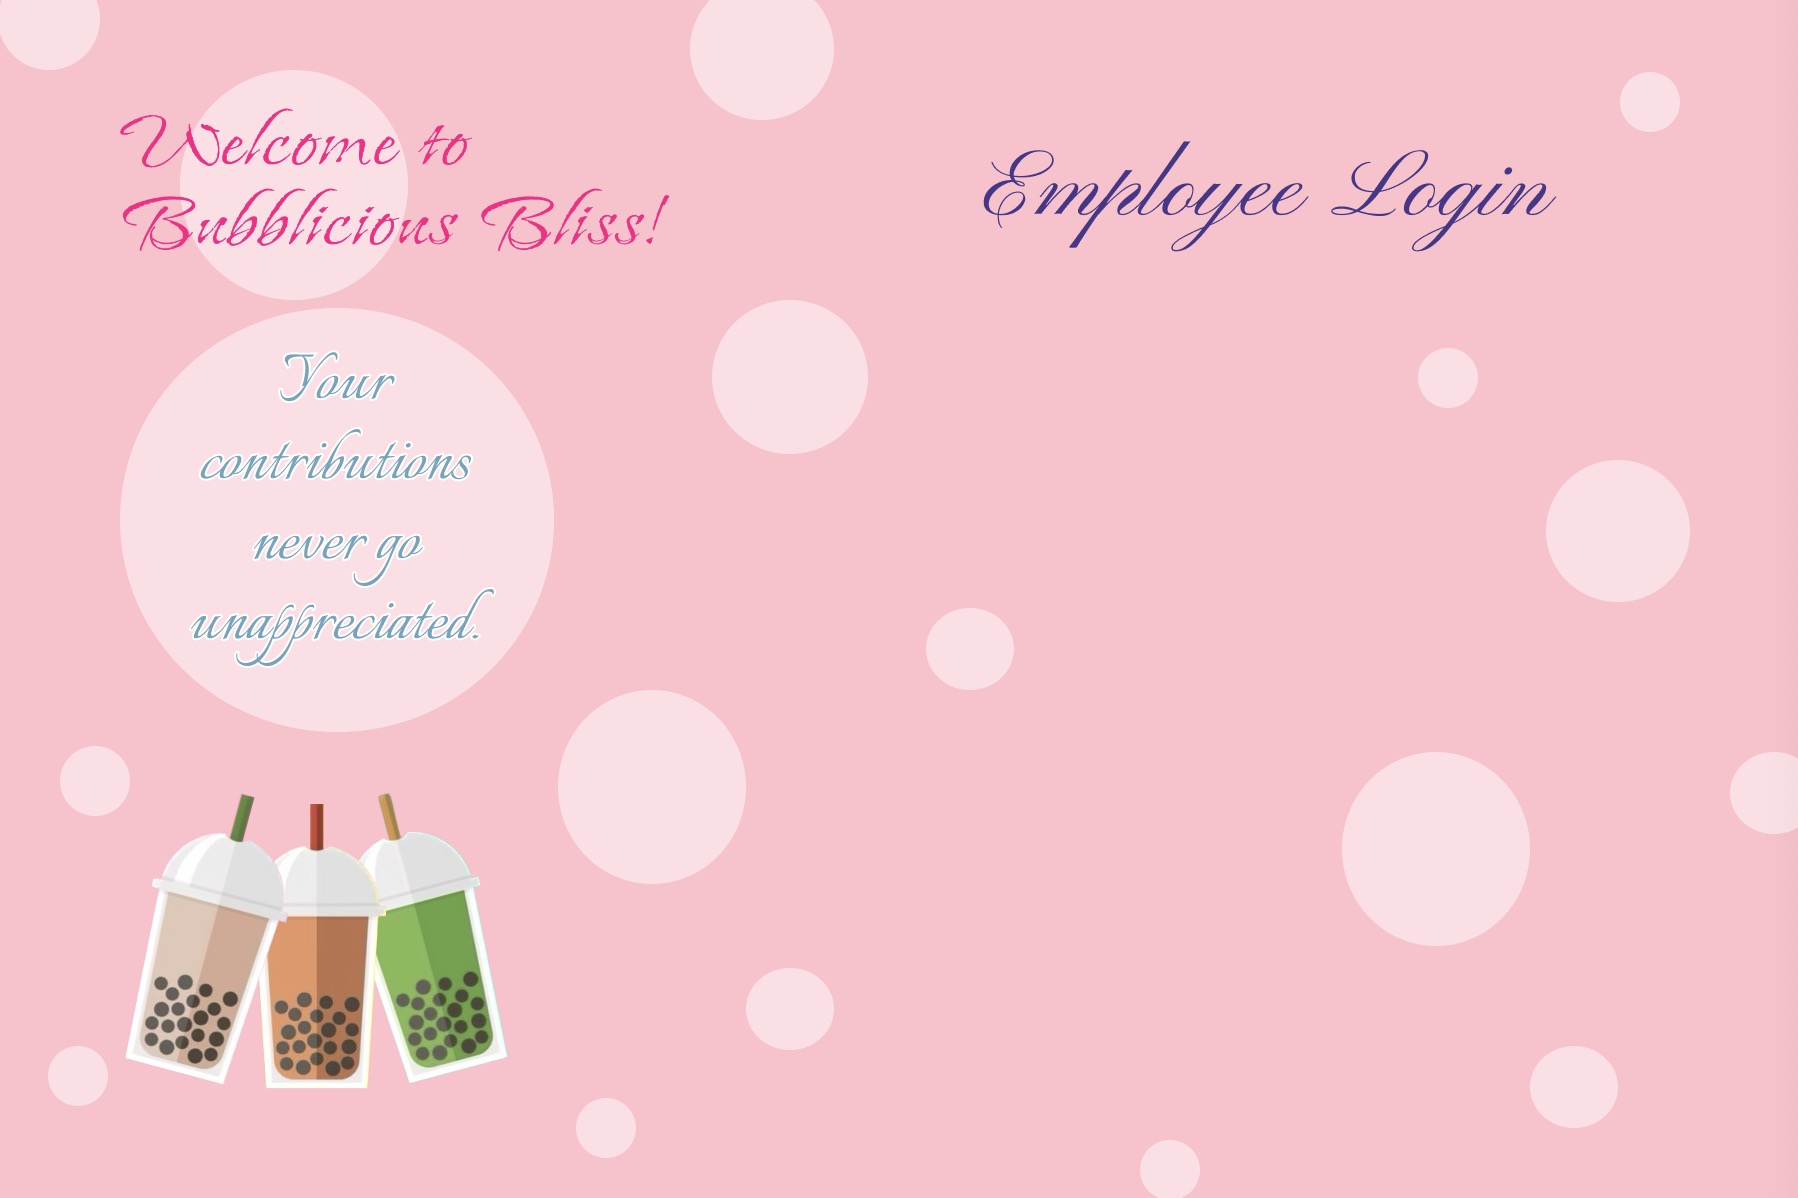 Welcome to
Bubblicious Bliss!
Employee Login
Your
contributions
never go
unappreciated.